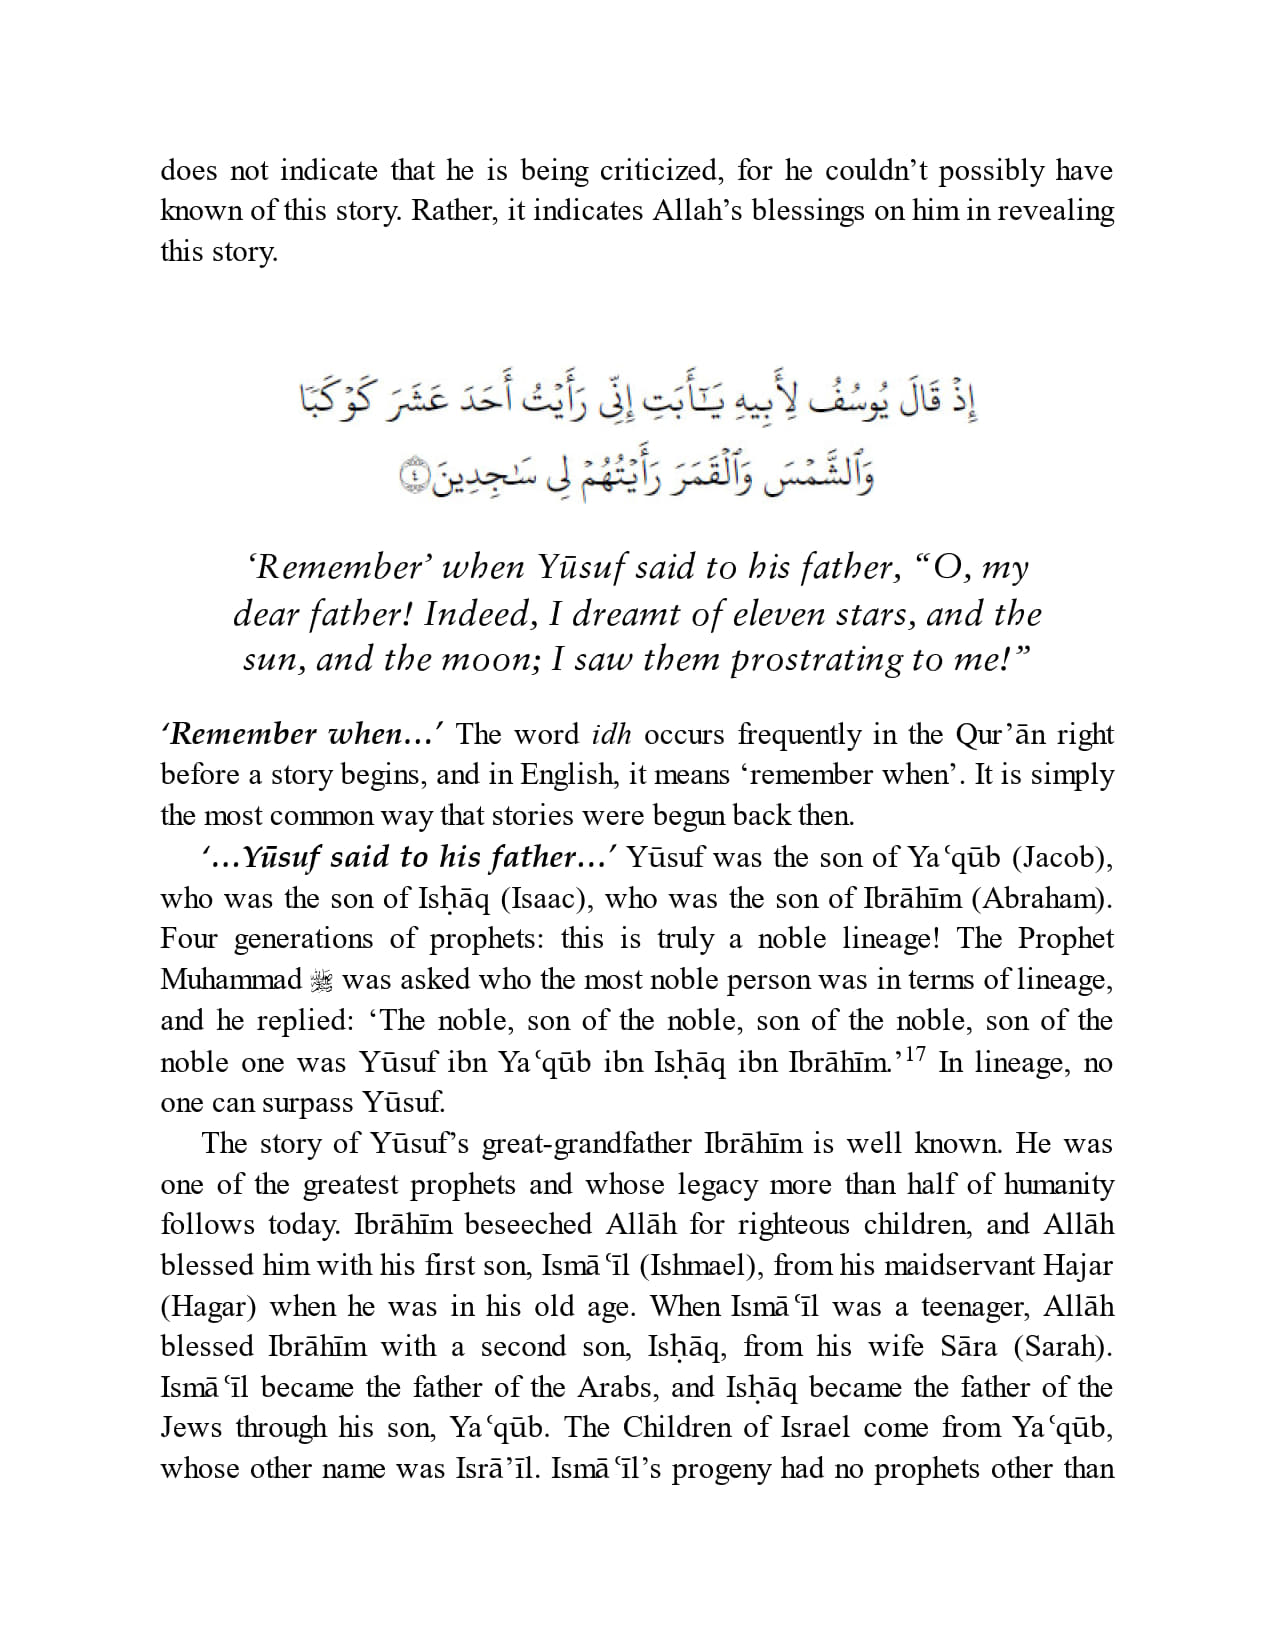 does not indicate that he is being criticized, for he couldn’t possibly have
known of this story. Rather, it indicates Allah’s blessings on him in revealing
this story.
إِذْ قَالَ يُوسُفُ لِأَبِيهِ يَـٰٓأَبَتِ إِنِّى رَأَيْتُ أَحَدَ عَشَرَ كَوْكَبًا
وَٱلشَّمْسَ وَٱلْقَمَرَ رَأَيْتُهُمْ لِى سَـٰجِدِينَ ٤
‘Remember’ when Yūsuf said to his father, “O, my
dear father! Indeed, I dreamt of eleven stars, and the
sun, and the moon; I saw them prostrating to me!”
‘Remember when…’ The word idh occurs frequently in the Qur’ān right
before a story begins, and in English, it means ‘remember when’. It is simply
the most common way that stories were begun back then.
‘…Yūsuf said to his father…’ Yūsuf was the son of Yaʿqūb (Jacob),
who was the son of Isḥāq (Isaac), who was the son of Ibrāhīm (Abraham).
Four generations of prophets: this is truly a noble lineage! The Prophet
Muhammad ﷺ was asked who the most noble person was in terms of lineage,
and he replied: ‘The noble, son of the noble, son of the noble, son of the
noble one was Yūsuf ibn Yaʿqūb ibn Isḥāq ibn Ibrāhīm.’17 In lineage, no
one can surpass Yūsuf.
The story of Yūsuf’s great-grandfather Ibrāhīm is well known. He was
one of the greatest prophets and whose legacy more than half of humanity
follows today. Ibrāhīm beseeched Allāh for righteous children, and Allāh
blessed him with his first son, Ismāʿīl (Ishmael), from his maidservant Hajar
(Hagar) when he was in his old age. When Ismāʿīl was a teenager, Allāh
blessed Ibrāhīm with a second son, Isḥāq, from his wife Sāra (Sarah).
Ismāʿīl became the father of the Arabs, and Isḥāq became the father of the
Jews through his son, Yaʿqūb. The Children of Israel come from Yaʿqūb,
whose other name was Isrā’īl. Ismāʿīl’s progeny had no prophets other than